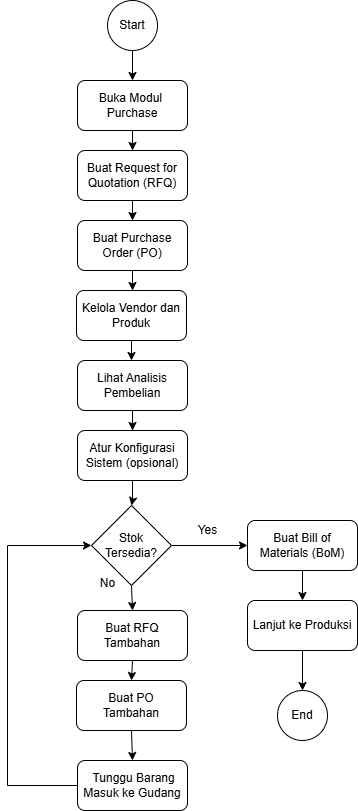 Start
Buka Modul
Purchase
Buat Request for
Quotation (RFQ)
Buat Purchase
Order (PO)
Kelola Vendor dan
Produk
Lihat Analisis
Pembelian
Atur Konfigurasi
Sistem (opsional)
Stok
Tersedia?
Yes
Buat Bill of
Materials (BoM)
Lanjut ke Produksi
End
No
Buat RFQ
Tambahan
Buat PO
Tambahan
Tunggu Barang
Masuk ke Gudang